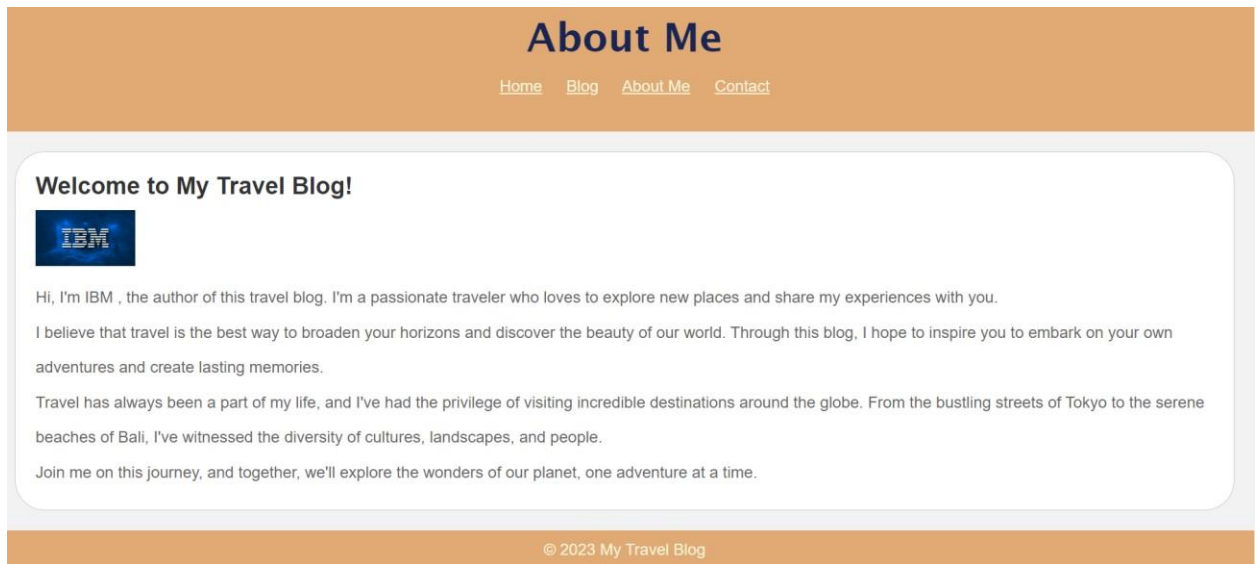 About Me
Home Blog About Me Contact
Welcome to My Travel Blog!
IBM
Hi, I'm IBM , the author of this travel blog. I'm a passionate traveler who loves to explore new places and share my experiences with you.
I believe that travel is the best way to broaden your horizons and discover the beauty of our world. Through this blog, I hope to inspire you to embark on your own
adventures and create lasting memories.
Travel has always been a part of my life, and I've had the privilege of visiting incredible destinations around the globe. From the bustling streets of Tokyo to the serene
beaches of Bali, I've witnessed the diversity of cultures, landscapes, and people.
Join me on this journey, and together, we'll explore the wonders of our planet, one adventure at a time.
© 2023 My Travel Blog